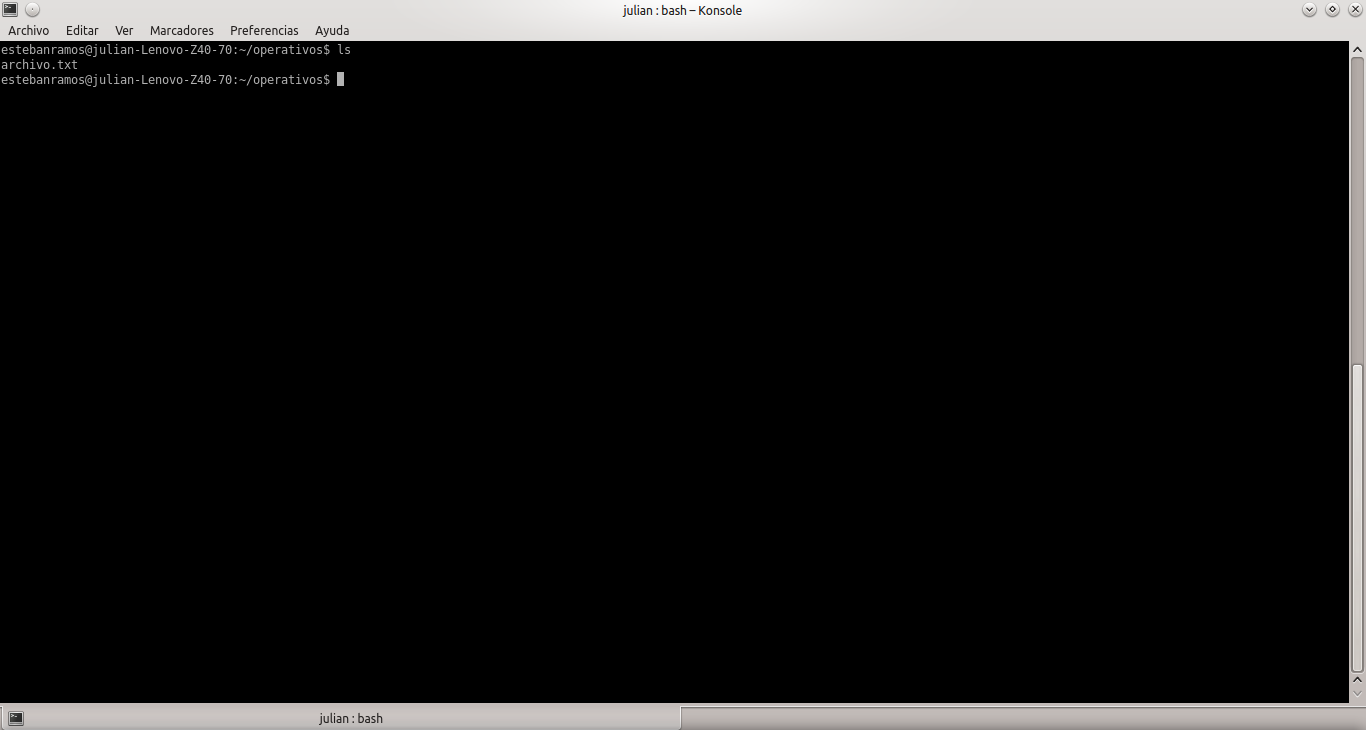 julian : bash – Konsole
Archivo Editar Ver Marcadores Preferencias Ayuda
estebanramos@julian-Lenovo-Z40-70:~/operativos$ ls
archivo.txt
estebanramos@julian-Lenovo-Z40-70:~/operativos$
julian : bash